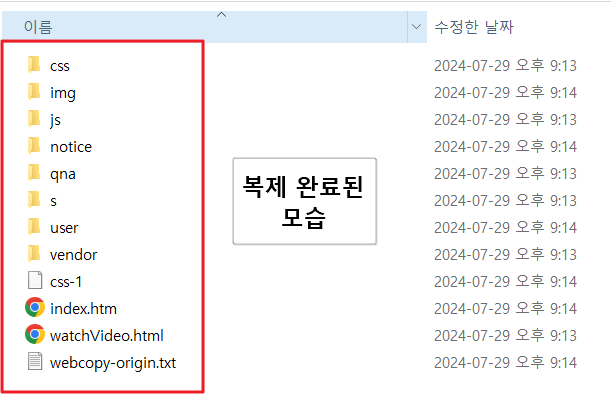 이름 수정한 날짜
css 2024-07-29 오후 9:13
img 2024-07-29 오후 9:14
js 2024-07-29 오후 9:14
notice 2024-07-29 오후 9:14
qna 2024-07-29 오후 9:13
s 2024-07-29 오후 9:14
user 2024-07-29 오후 9:14
vendor 2024-07-29 오후 9:13
css-1 2024-07-29 오후 9:14
index.htm 2024-07-29 오후 9:14
watchVideo.html 2024-07-29 오후 9:13
webcopy-origin.txt 2024-07-29 오후 9:14
복제 완료된
모습